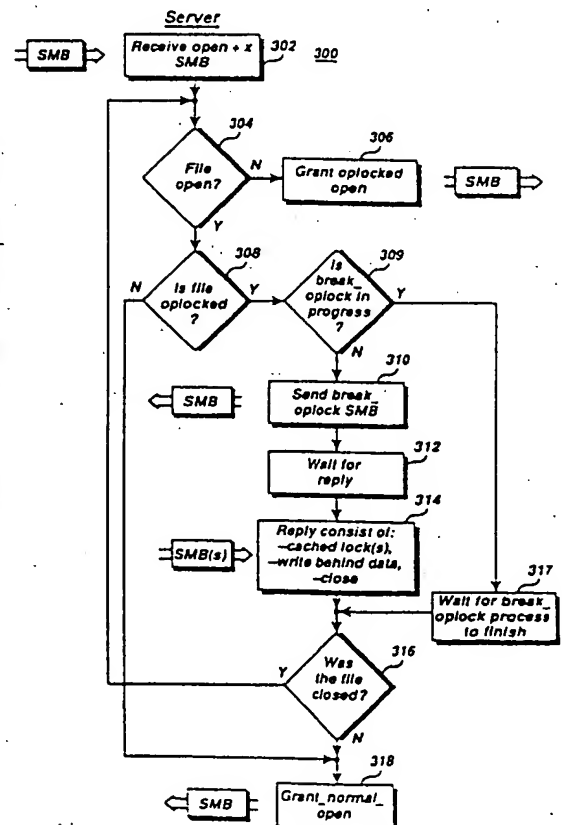 Server
SMB
Receive open + x
SMB
302
300
304
File
open?
N
Y
306
Grant oplocked
open
SMB
308
N
Is file
oplocked
?
Y
309
Is
break_
oplock in
progress
?
Y
N
310
SMB
Send break_
oplock SMB
312
Wait for
reply
314
SMB(s)
Reply consist of:
-cached lock(s),
-write behind data,
-close
317
Wait for break_
oplock process
to finish
316
Y
Was
the file
closed?
N
318
SMB
Grant_normal_
open